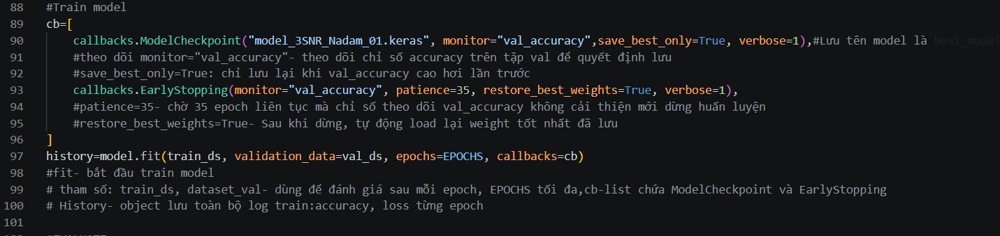 88 #Train model
89 cb=[
90 callbacks.ModelCheckpoint("model_3SNR_Nadam_01.keras", monitor="val_accuracy",save_best_only=True, verbose=1),#Lưu tên model là best_model
91 #theo dõi monitor="val_accuracy"- theo dõi chỉ số accuracy trên tập val để quyết định lưu
92 #save_best_only=True: chỉ lưu lại khi val_accuracy cao hơi lần trước
93 callbacks.EarlyStopping(monitor="val_accuracy", patience=35, restore_best_weights=True, verbose=1),
94 #patience=35- chờ 35 epoch liên tục mà chỉ số theo dõi val_accuracy không cải thiện mới dừng huấn luyện
95 #restore_best_weights=True- Sau khi dừng, tự động load lại weight tốt nhất đã lưu
96 ]
97 history=model.fit(train_ds, validation_data=val_ds, epochs=EPOCHS, callbacks=cb)
98 #fit- bắt đầu train model
99 # tham số: train_ds, dataset_val- dùng để đánh giá sau mỗi epoch, EPOCHS tối đa,cb-list chứa ModelCheckpoint và EarlyStopping
100 # History- object lưu toàn bộ log train:accuracy, loss từng epoch
101